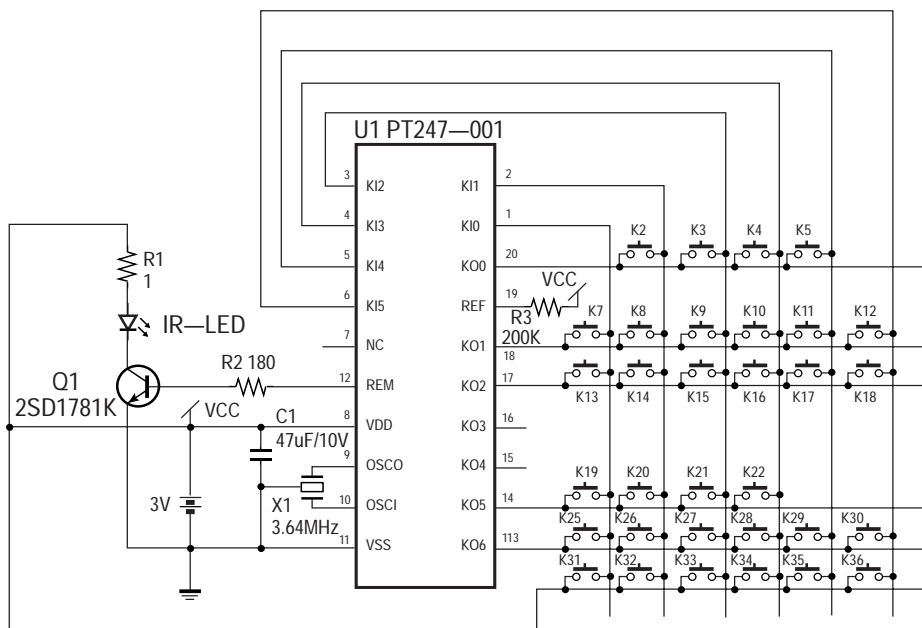 U1 PT247—001
3
KI2
KI1
2
4
KI3
KI0
1
5
KI4
KO0
20
6
KI5
REF
19
VCC
R3
200K
7
NC
KO1
18
12
REM
KO2
17
8
VDD
KO3
16
9
OSCO
KO4
15
10
OSCI
KO5
14
11
VSS
KO6
113
R1
1
IR—LED
R2 180
Q1
2SD1781K
VCC
C1
47uF/10V
3V
X1
3.64MHz
K2 K3 K4 K5
K7 K8 K9 K10 K11 K12
K13 K14 K15 K16 K17 K18
K19 K20 K21 K22
K25 K26 K27 K28 K29 K30
K31 K32 K33 K34 K35 K36